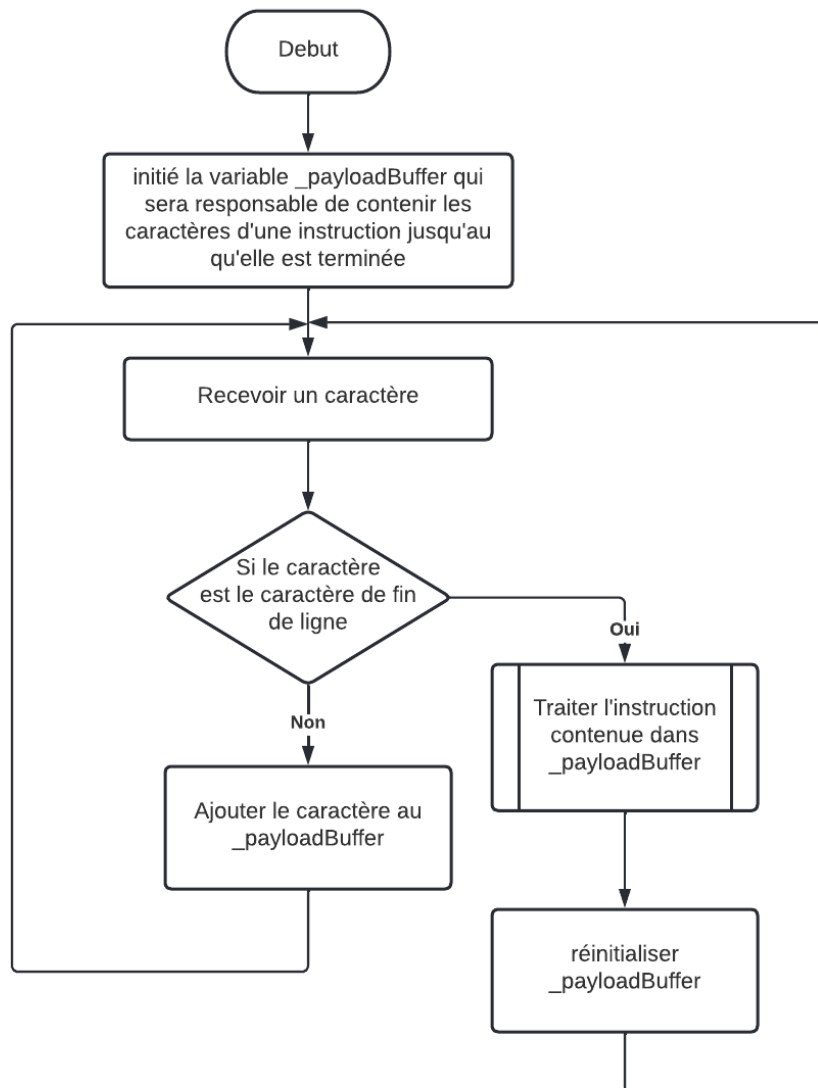 Debut
initié la variable _payloadBuffer qui
sera responsable de contenir les
caractères d'une instruction jusqu'au
qu'elle est terminée
Recevoir un caractère
Si le caractère
est le caractère de fin
de ligne
Oui
Non
Traiter l'instruction
contenue dans
_payloadBuffer
Ajouter le caractère au
_payloadBuffer
réinitialiser
_payloadBuffer